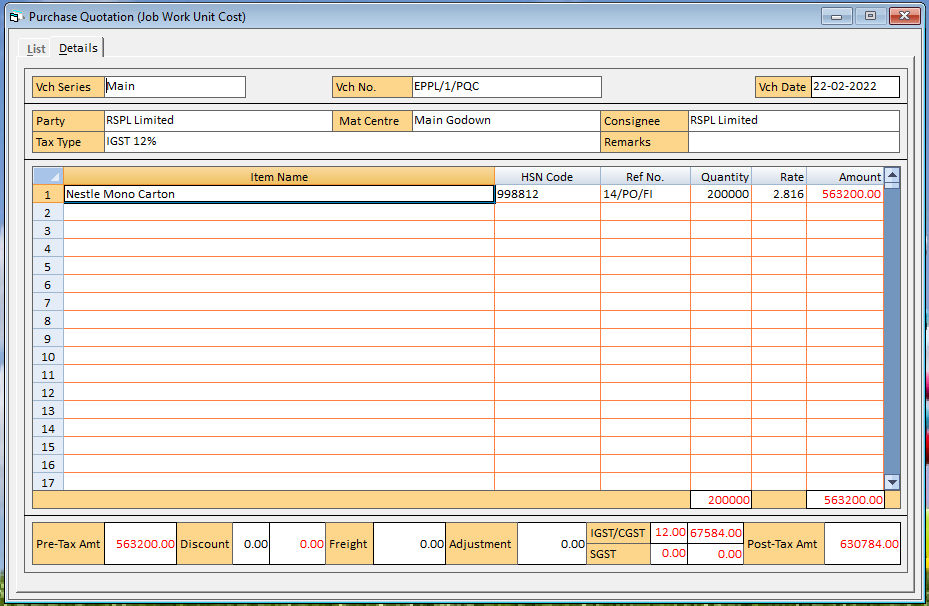 Purchase Quotation (Job Work Unit Cost)
List Details
Vch Series Main Vch No. EPPL/1/PQC Vch Date 22-02-2022
Party RSPL Limited Mat Centre Main Godown Consignee RSPL Limited
Tax Type IGST 12% Remarks
Item Name HSN Code Ref No. Quantity Rate Amount
1 Nestle Mono Carton 998812 14/PO/FI 200000 2.816 563200.00
2
3
4
5
6
7
8
9
10
11
12
13
14
15
16
17
200000 563200.00
Pre-Tax Amt 563200.00 Discount 0.00 0.00 Freight 0.00 Adjustment 0.00 IGST/CGST 12.00 67584.00 Post-Tax Amt 630784.00
SGST 0.00 0.00